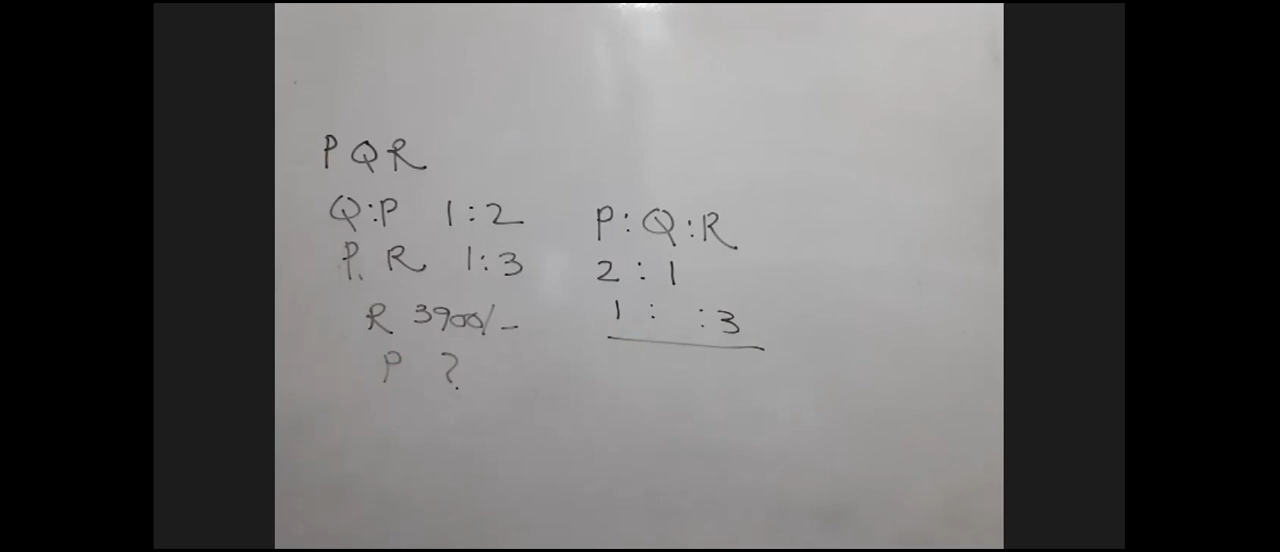 P Q R
Q:P 1:2
P. R 1:3
R 3900/-
P ?
P:Q:R
2 : 1
1 : : 3